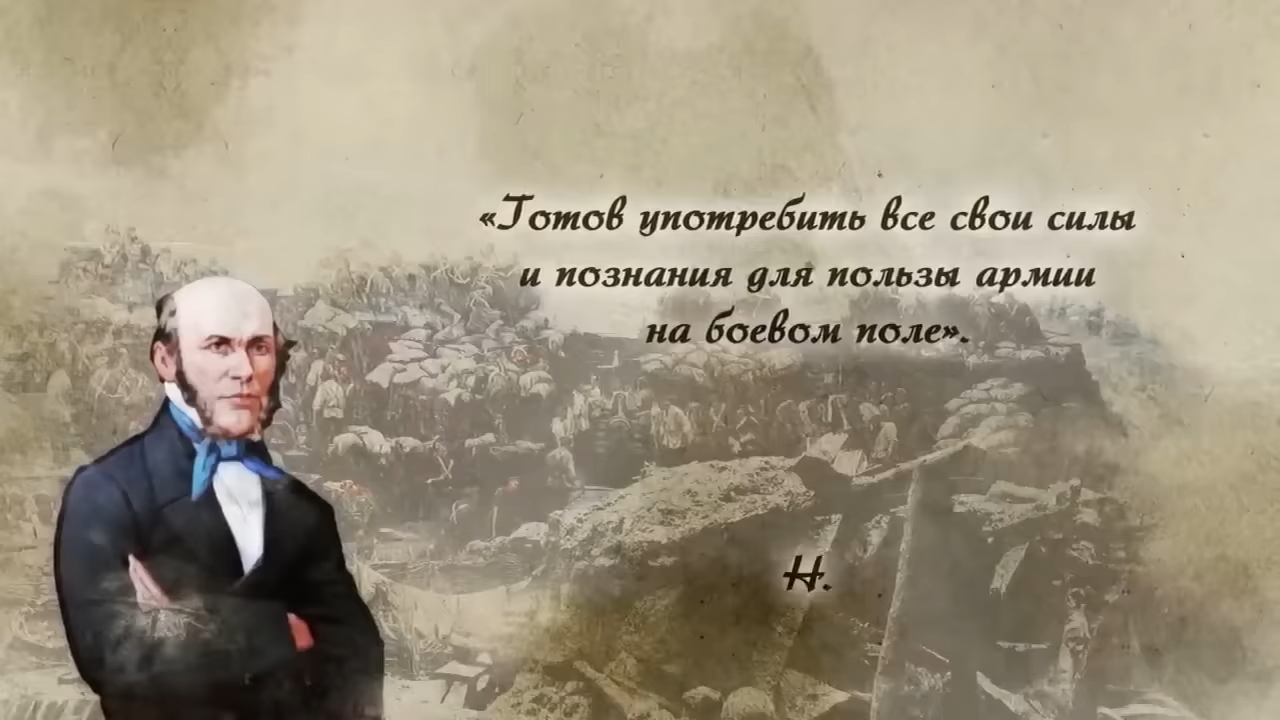 «Готов употребить все свои силы
и познания для пользы армии
на боевом поле».
Н.